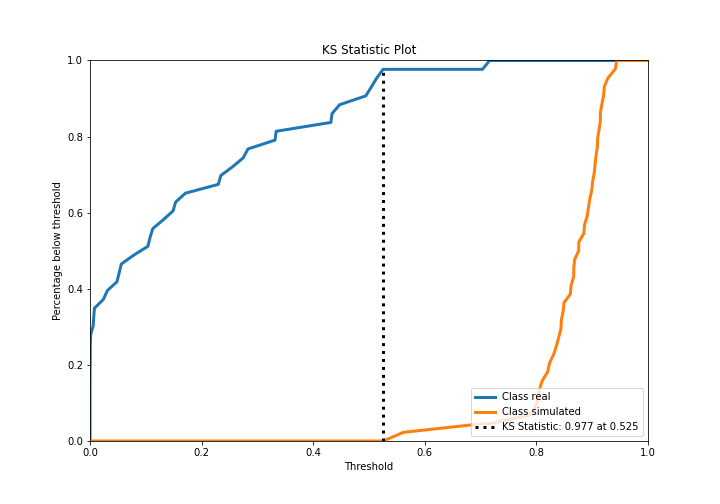 KS Statistic Plot
1.0
0.8
0.6
0.4
0.2
0.0
Percentage below threshold
Class real
Class simulated
KS Statistic: 0.977 at 0.525
0.0
0.2
0.4
0.6
0.8
1.0
Threshold